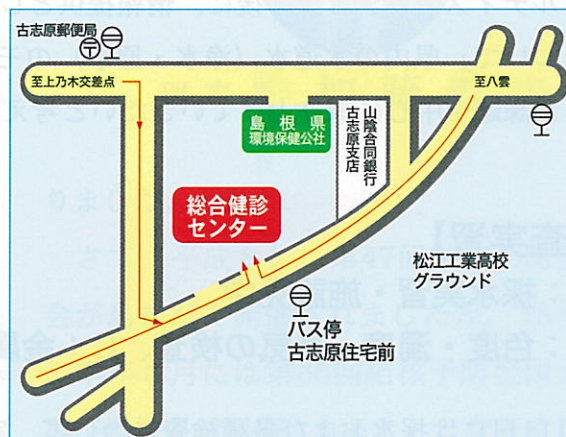 古志原郵便局
〒
至上乃木交差点
至八雲
島根県
環境保健公社
山陰合同銀行
古志原支店
総合健診
センター
松江工業高校
グラウンド
バス停
古志原住宅前